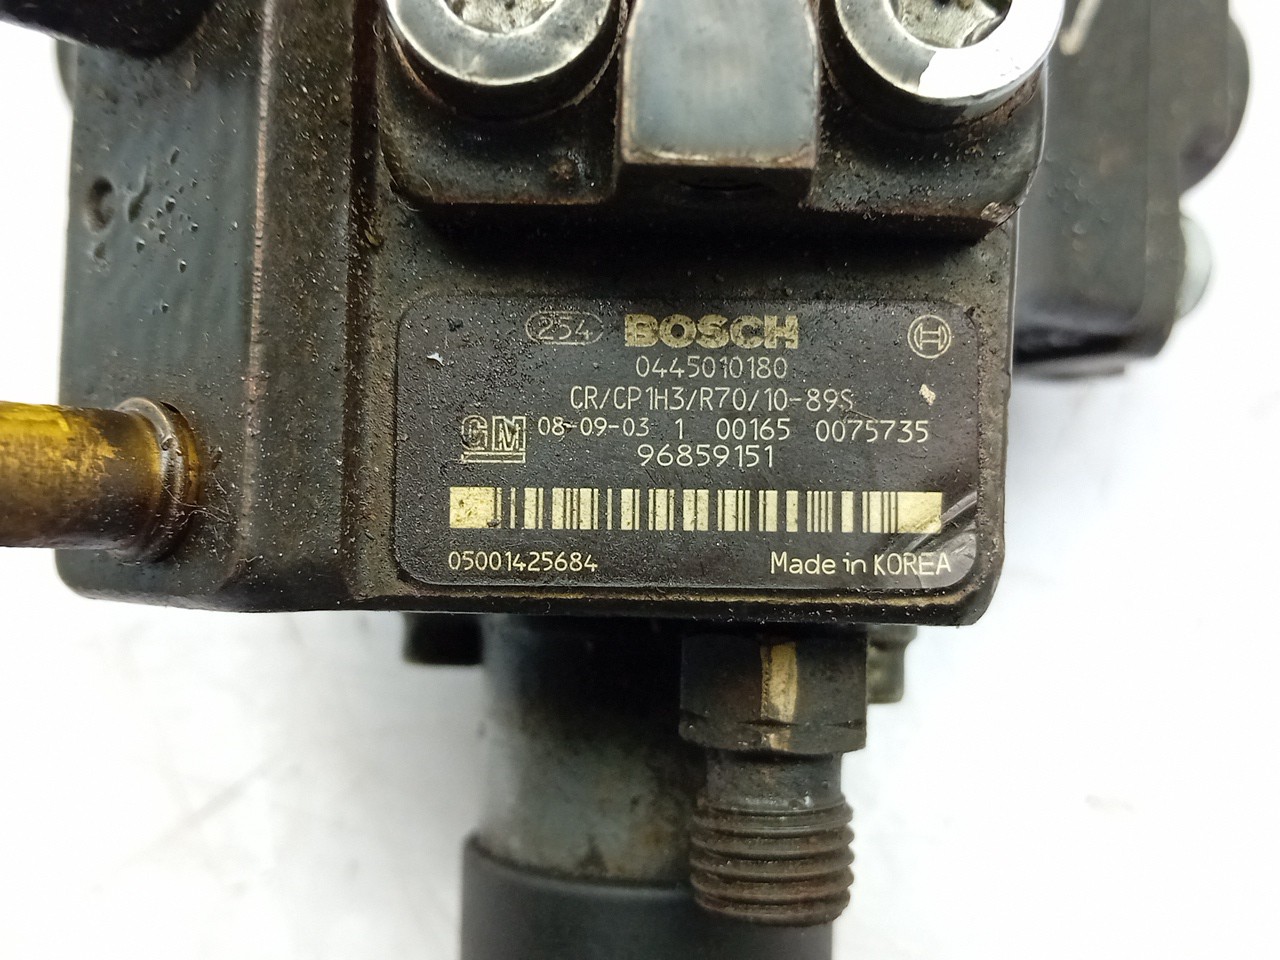 254 BOSCH
0445010180
CR/CP1H3/R70/10-89S
GM 08-09-03 1 00165 0075735
96859151
05001425684 Made in KOREA